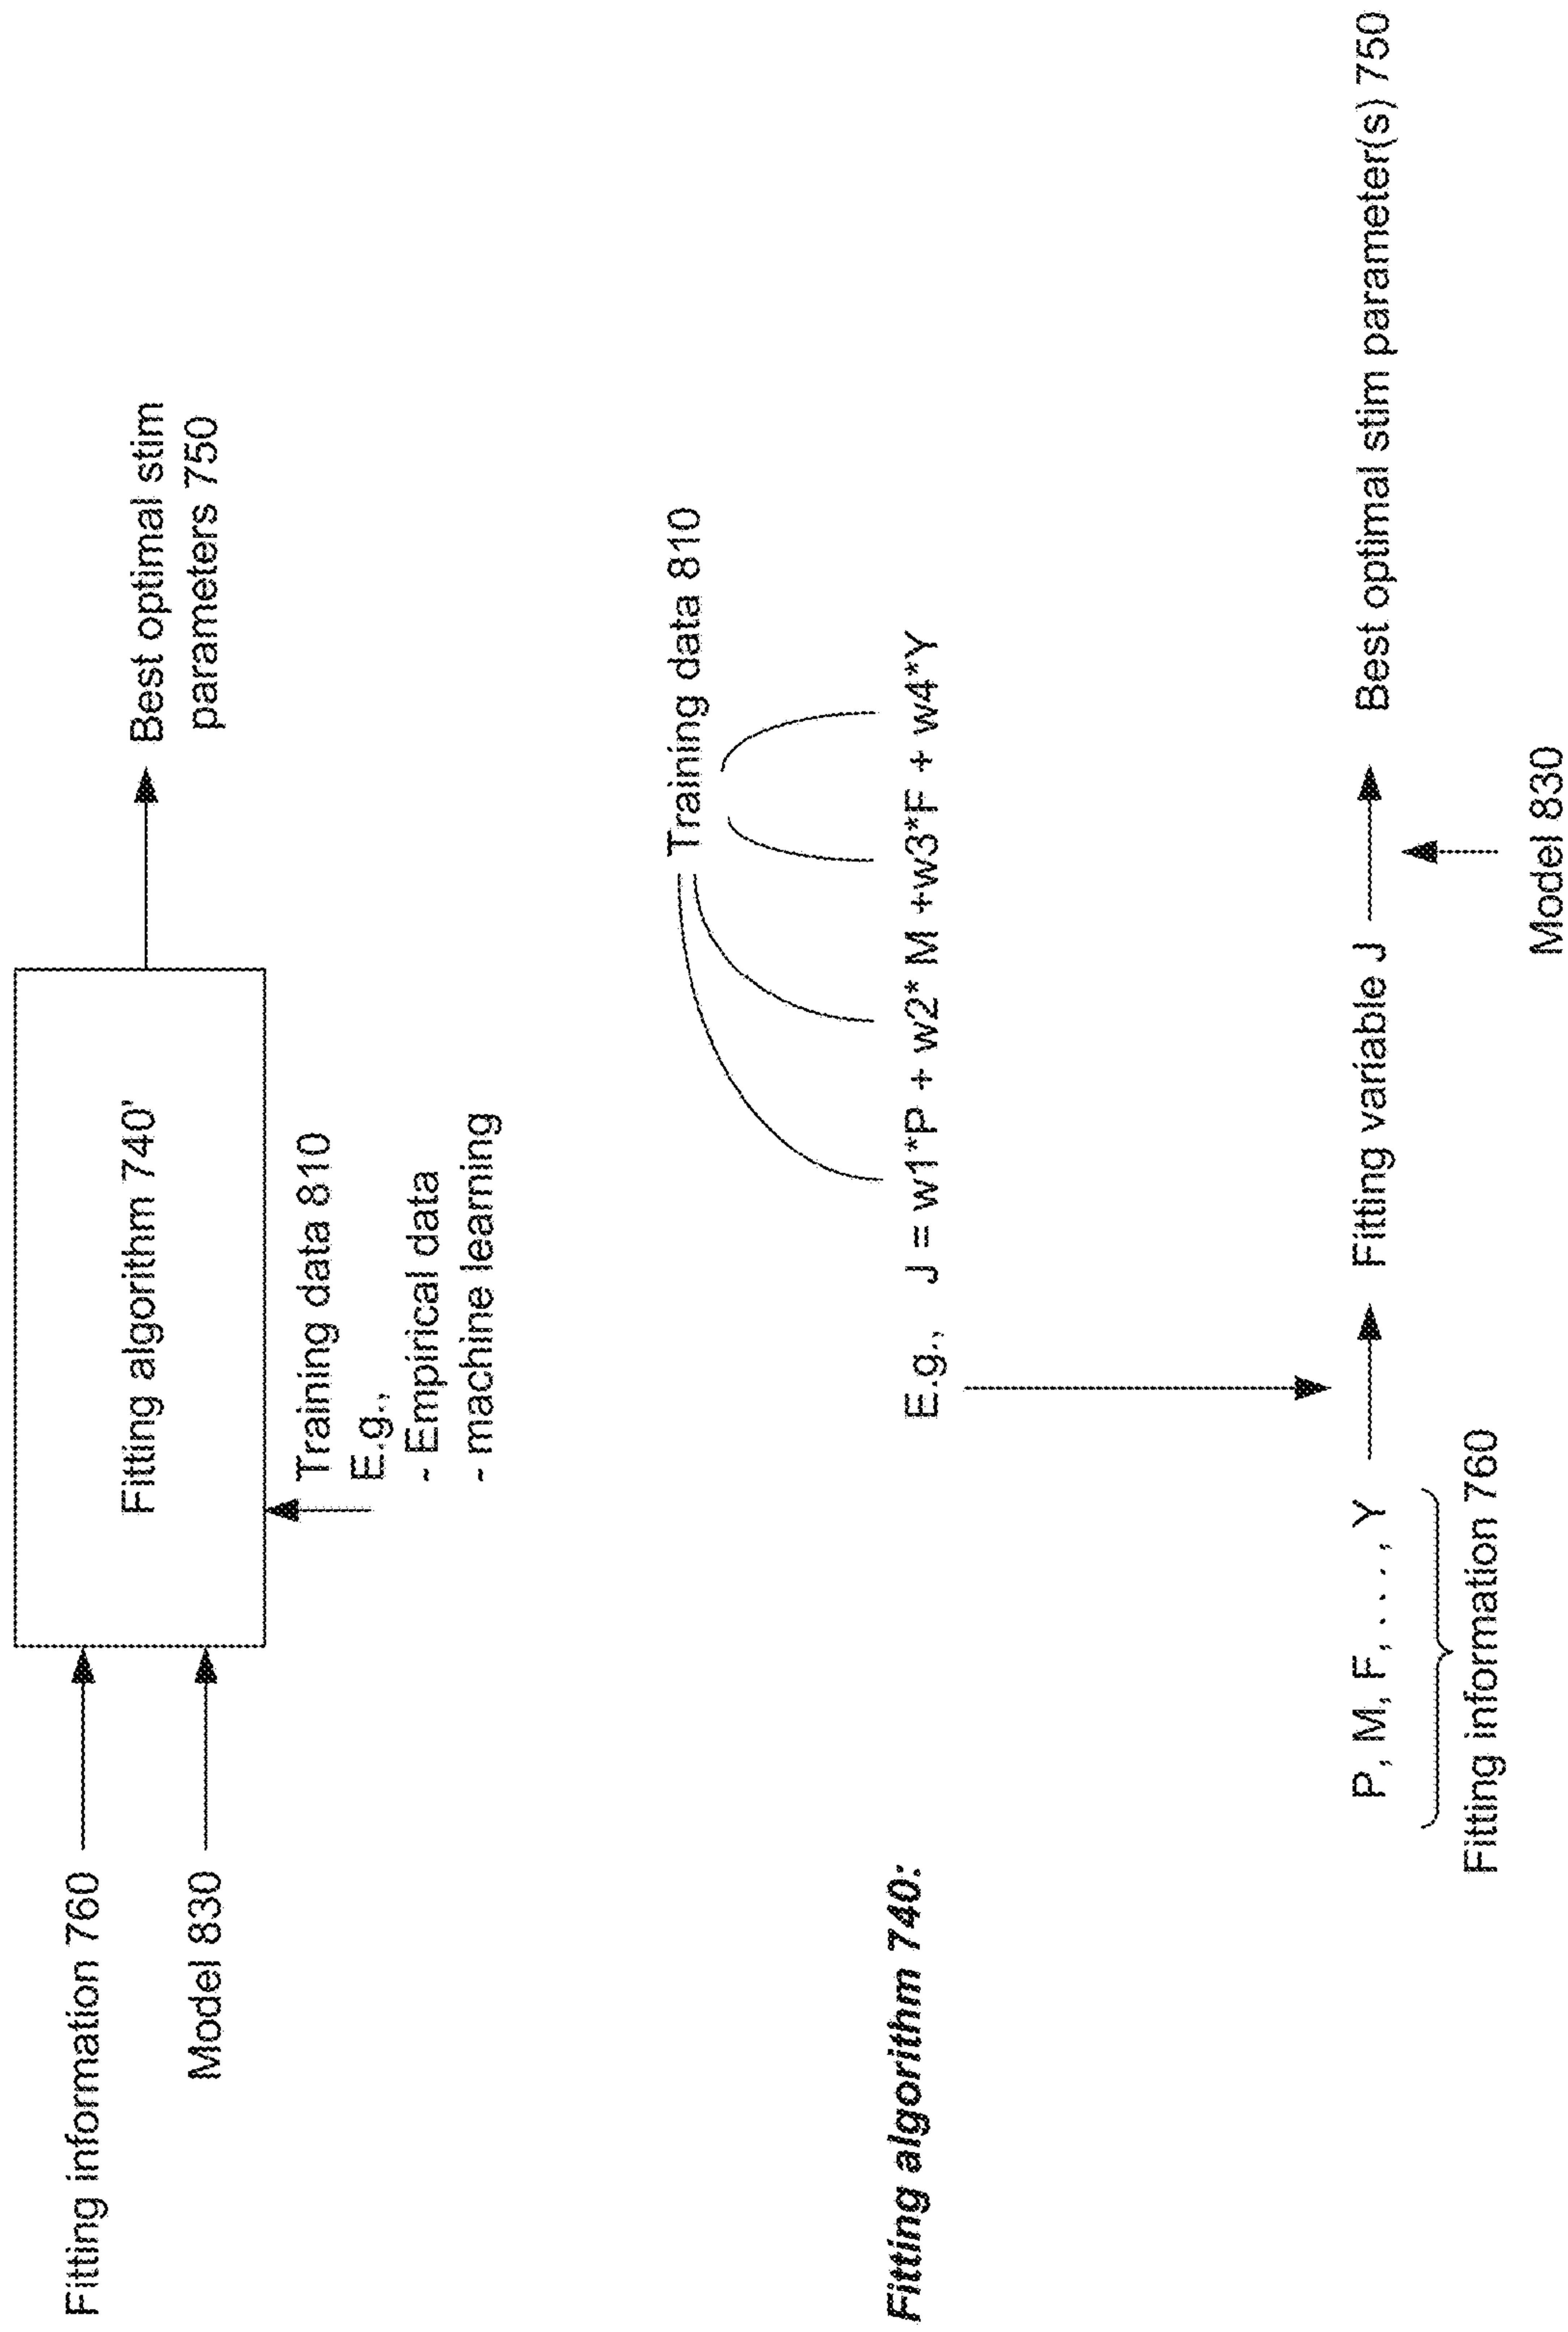 Fitting information 760
Model 830
Fitting algorithm 740'
Best optimal stim
parameters 750
Training data 810
E.g.,
- Empirical data
- machine learning
Fitting algorithm 740:
Training data 810
E.g., J = w1*P + w2* M +w3*F + w4*Y
P, M, F, . . . , Y
Fitting variable J
Best optimal stim parameter(s) 750
Fitting information 760
Model 830